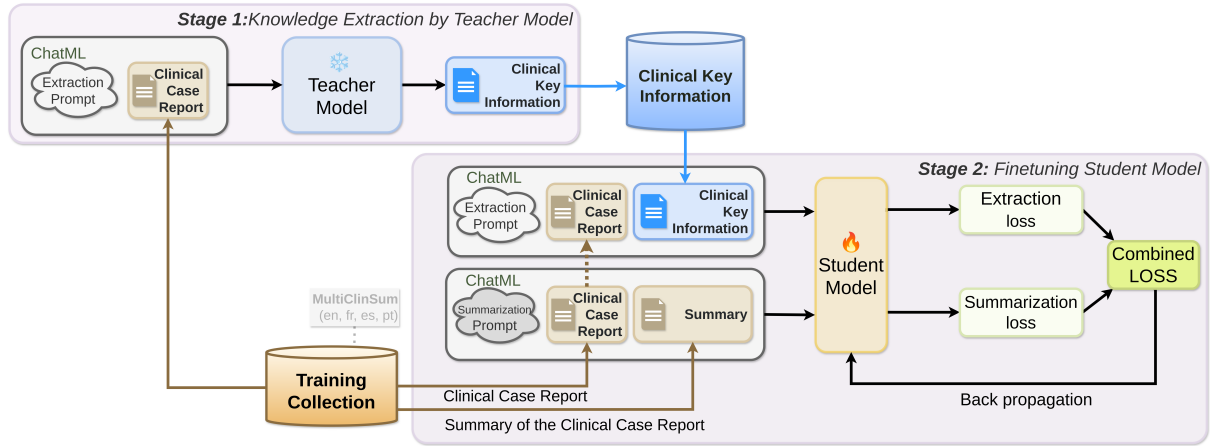 Stage 1:Knowledge Extraction by Teacher Model
ChatML
Extraction
Prompt
Clinical
Case
Report
Teacher
Model
Clinical
Key
Information
Clinical Key
Information
Stage 2: Finetuning Student Model
ChatML
Extraction
Prompt
Clinical
Case
Report
Clinical
Key
Information
ChatML
Summarization
Prompt
Clinical
Case
Report
Summary
Student
Model
Extraction
loss
Summarization
loss
Combined
LOSS
MultiClinSum
(en, fr, es, pt)
Training
Collection
Clinical Case Report
Summary of the Clinical Case Report
Back propagation